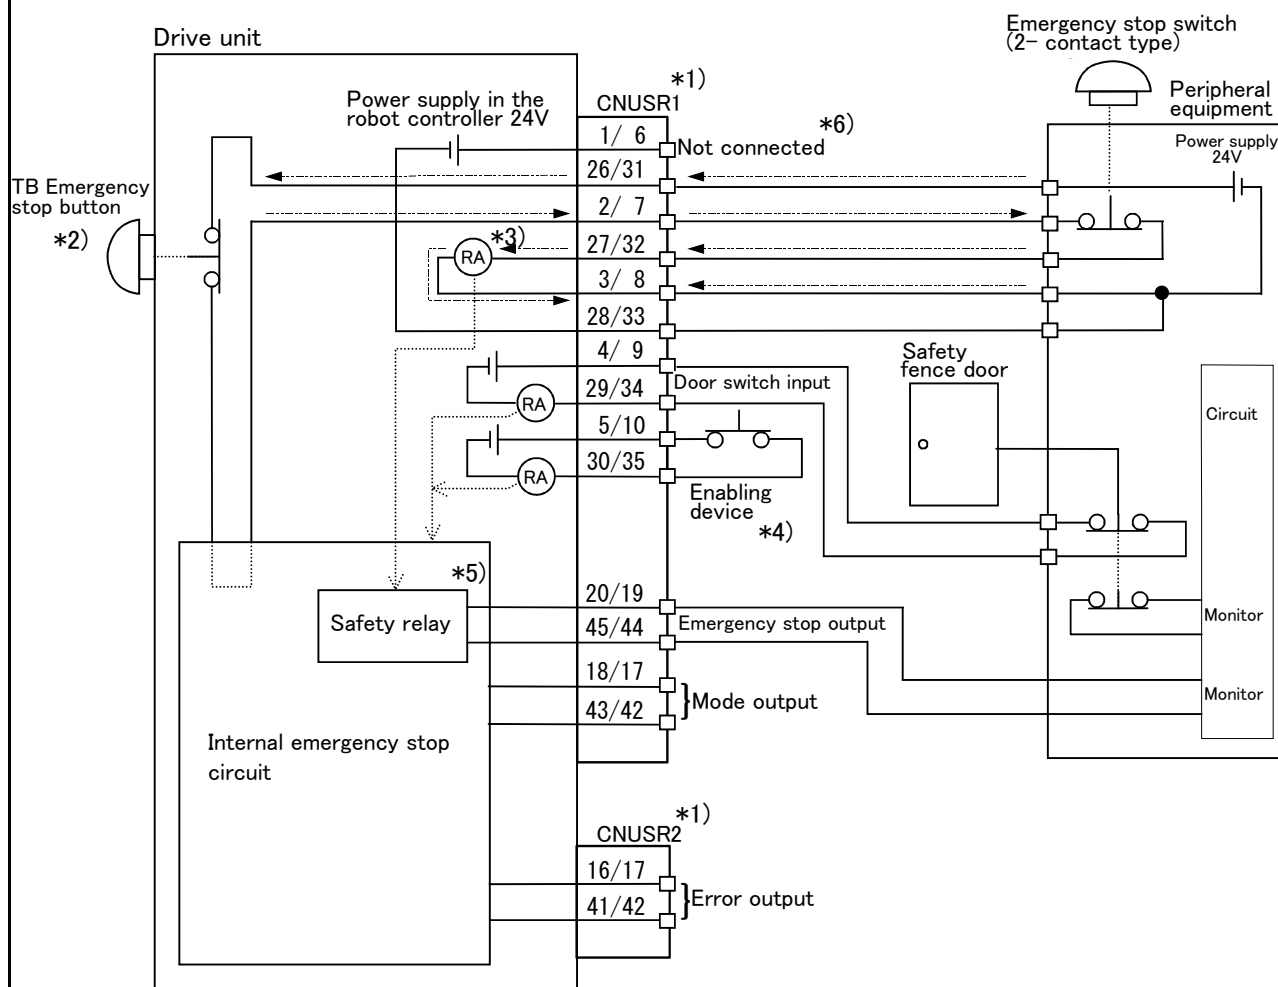 Emergency stop switch
(2- contact type)
Drive unit
*1)
Peripheral
equipment
Power supply in the
robot controller 24V
CNUSR1
*6)
1/ 6
Not connected
Power supply
24V
26/31
TB Emergency
stop button
*2)
2/ 7
*3)
RA
27/32
3/ 8
28/33
4/ 9
Safety
fence door
Door switch input
29/34
RA
Circuit
5/10
30/35
RA
Enabling
device
*4)
*5)
20/19
Safety relay
Emergency stop output
Monitor
45/44
18/17
Mode output
Monitor
43/42
Internal emergency stop
circuit
*1)
CNUSR2
16/17
Error output
41/42